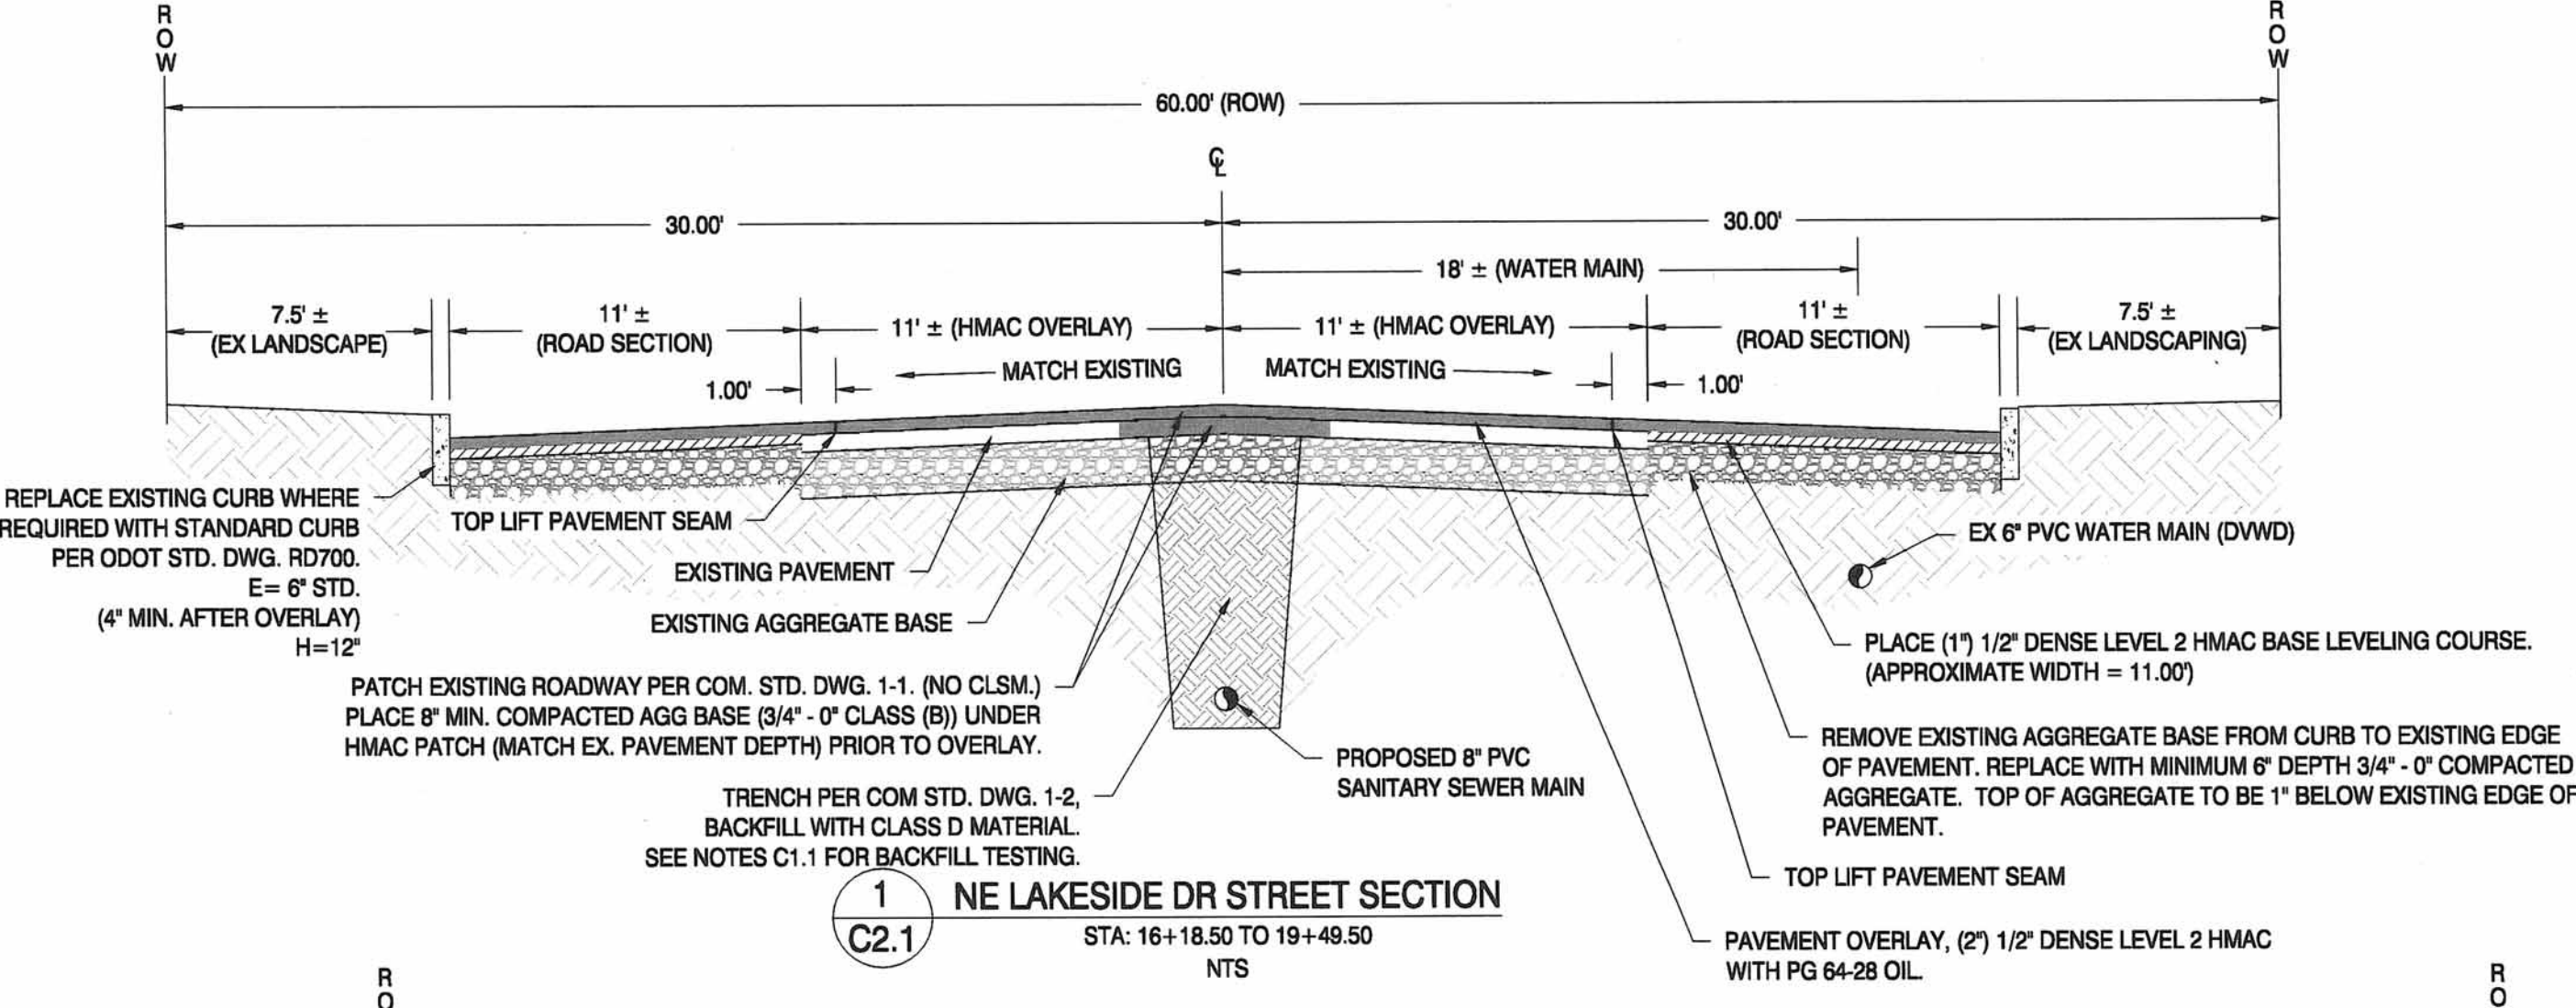 R
O
W
R
O
W
60.00' (ROW)
℄
30.00'
30.00'
18' ± (WATER MAIN)
7.5' ±
(EX LANDSCAPE)
11' ±
(ROAD SECTION)
11' ± (HMAC OVERLAY)
11' ± (HMAC OVERLAY)
11' ±
(ROAD SECTION)
7.5' ±
(EX LANDSCAPING)
MATCH EXISTING
MATCH EXISTING
1.00'
1.00'
REPLACE EXISTING CURB WHERE
REQUIRED WITH STANDARD CURB
PER ODOT STD. DWG. RD700.
E= 6" STD.
(4" MIN. AFTER OVERLAY)
H=12"
TOP LIFT PAVEMENT SEAM
EXISTING PAVEMENT
EXISTING AGGREGATE BASE
PATCH EXISTING ROADWAY PER COM. STD. DWG. 1-1. (NO CLSM.)
PLACE 8" MIN. COMPACTED AGG BASE (3/4" - 0" CLASS (B)) UNDER
HMAC PATCH (MATCH EX. PAVEMENT DEPTH) PRIOR TO OVERLAY.
TRENCH PER COM STD. DWG. 1-2,
BACKFILL WITH CLASS D MATERIAL.
SEE NOTES C1.1 FOR BACKFILL TESTING.
EX 6" PVC WATER MAIN (DVWD)
PLACE (1") 1/2" DENSE LEVEL 2 HMAC BASE LEVELING COURSE.
(APPROXIMATE WIDTH = 11.00')
REMOVE EXISTING AGGREGATE BASE FROM CURB TO EXISTING EDGE
OF PAVEMENT. REPLACE WITH MINIMUM 6" DEPTH 3/4" - 0" COMPACTED
AGGREGATE. TOP OF AGGREGATE TO BE 1" BELOW EXISTING EDGE OF
PAVEMENT.
PROPOSED 8" PVC
SANITARY SEWER MAIN
TOP LIFT PAVEMENT SEAM
PAVEMENT OVERLAY, (2") 1/2" DENSE LEVEL 2 HMAC
WITH PG 64-28 OIL.
1
C2.1
NE LAKESIDE DR STREET SECTION
STA: 16+18.50 TO 19+49.50
NTS
R
O
R
O